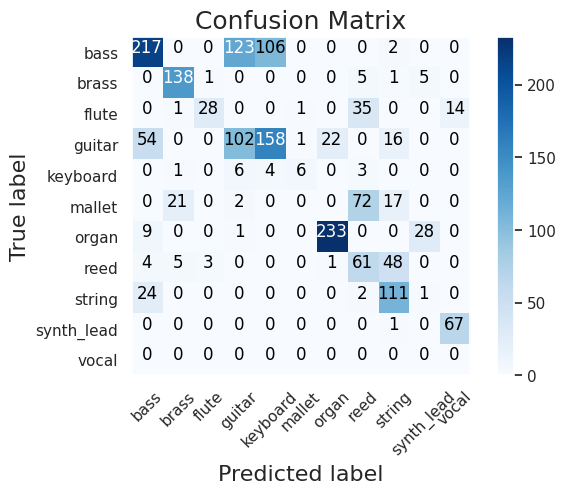 Confusion Matrix
True label
bass 217 0 0 123 106 0 0 0 2 0 0
brass 0 138 1 0 0 0 0 5 1 5 0
flute 0 1 28 0 0 1 0 35 0 0 14
guitar 54 0 0 102 158 1 22 0 16 0 0
keyboard 0 1 0 6 4 6 0 3 0 0 0
mallet 0 21 0 2 0 0 0 72 17 0 0
organ 9 0 0 1 0 0 233 0 0 28 0
reed 4 5 3 0 0 0 1 61 48 0 0
string 24 0 0 0 0 0 0 2 111 1 0
synth_lead 0 0 0 0 0 0 0 0 1 0 67
vocal 0 0 0 0 0 0 0 0 0 0 0
bass brass flute guitar keyboard mallet organ reed string synth_lead vocal
Predicted label
200
150
100
50
0